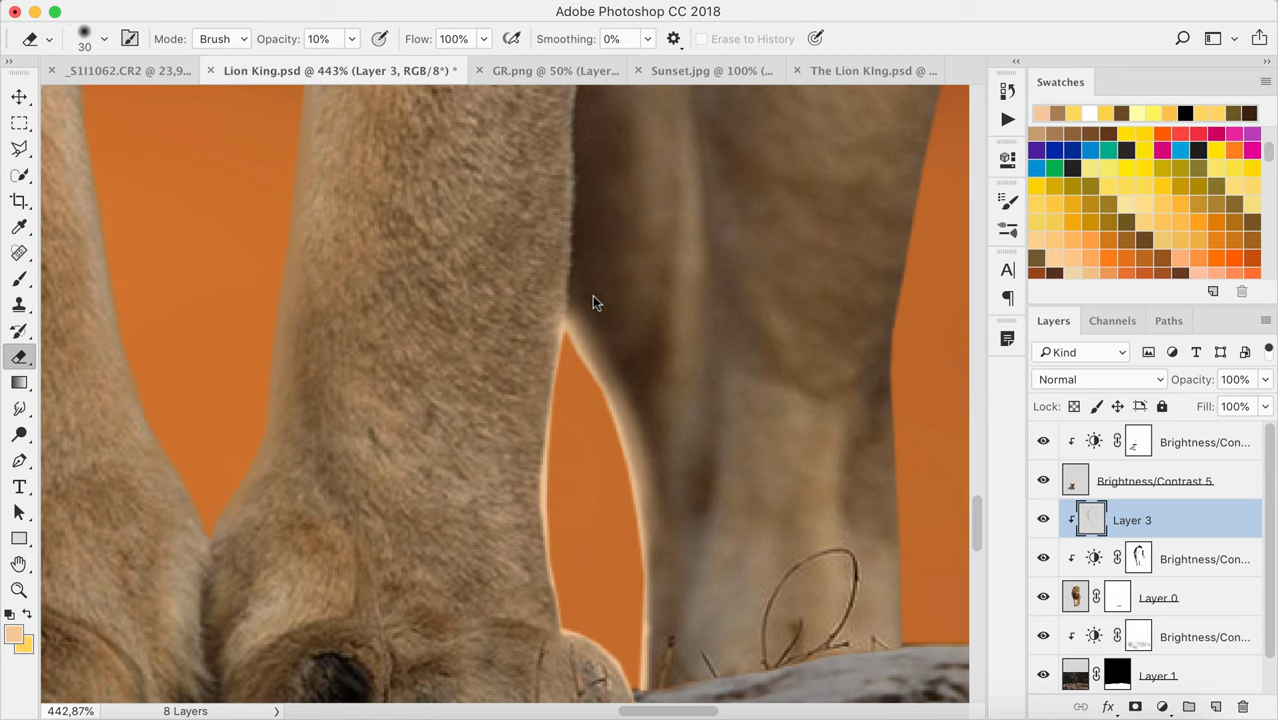 Adobe Photoshop CC 2018
30 Mode: Brush Opacity: 10% Flow: 100% Smoothing: 0% Erase to History
_S1I1062.CR2 @ 23,9... Lion King.psd @ 443% (Layer 3, RGB/8*) * GR.png @ 50% (Layer... Sunset.jpg @ 100% (... The Lion KIng.psd @ ...
Swatches
Layers Channels Paths
Kind
Normal Opacity: 100%
Lock: Fill: 100%
Brightness/Con...
Brightness/Contrast 5
Layer 3
Brightness/Con...
Layer 0
Brightness/Con...
Layer 1
442,87% 8 Layers
fx